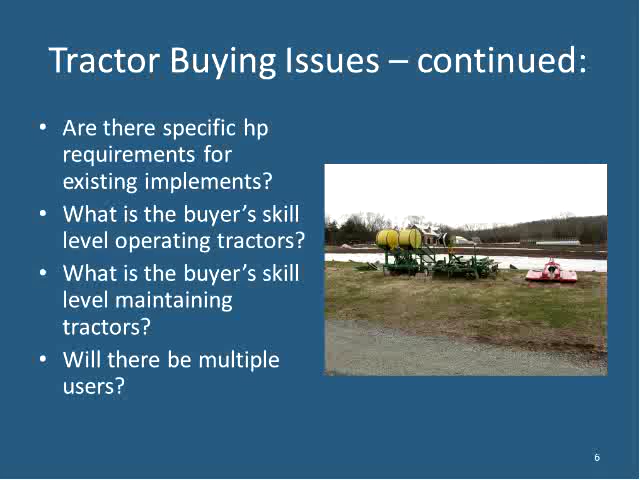 Tractor Buying Issues – continued:
• Are there specific hp
requirements for
existing implements?
• What is the buyer’s skill
level operating tractors?
• What is the buyer’s skill
level maintaining
tractors?
• Will there be multiple
users?
6